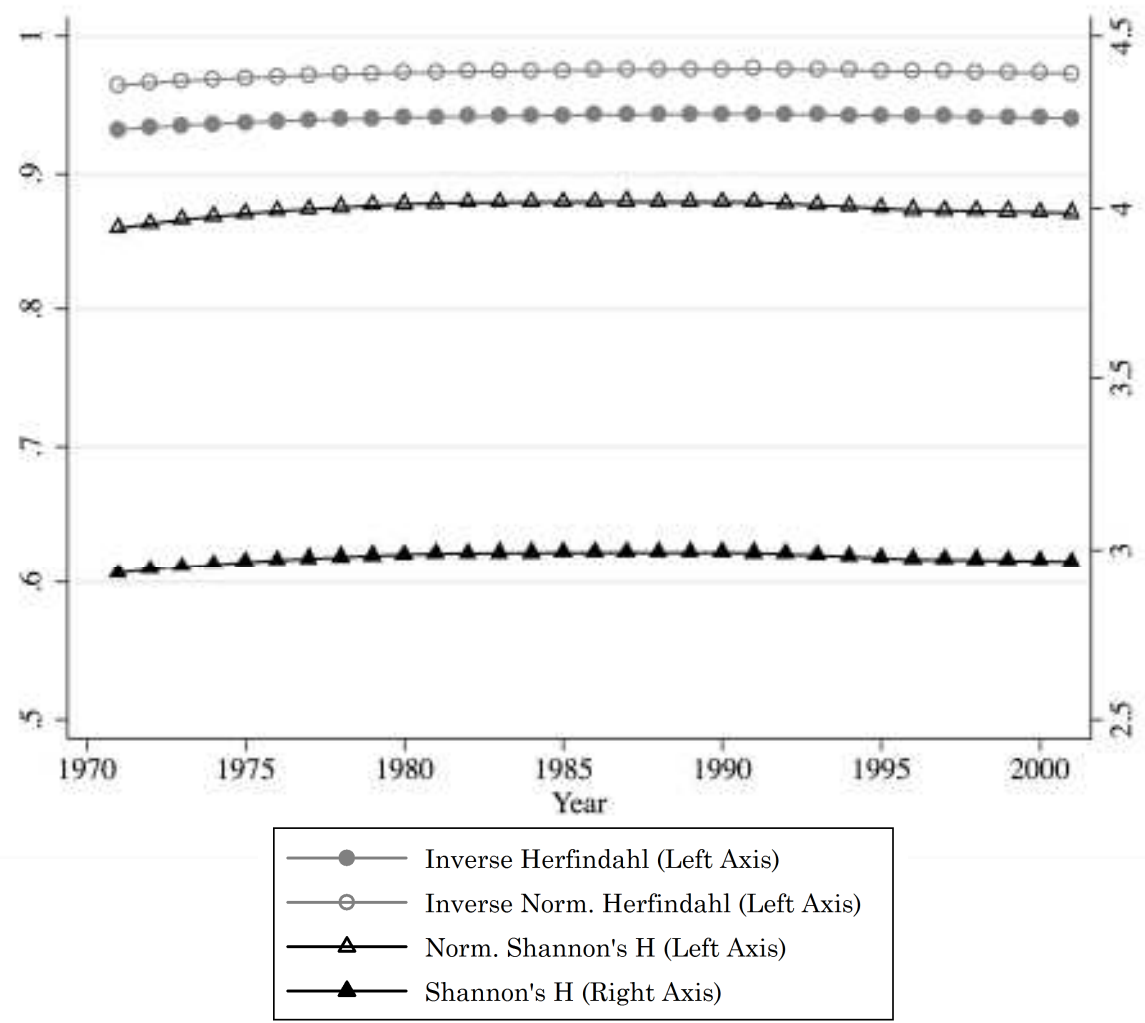 1
.9
.8
.7
.6
.5
4.5
4
3.5
3
2.5
1970 1975 1980 1985 1990 1995 2000
Year
Inverse Herfindahl (Left Axis)
Inverse Norm. Herfindahl (Left Axis)
Norm. Shannon's H (Left Axis)
Shannon's H (Right Axis)